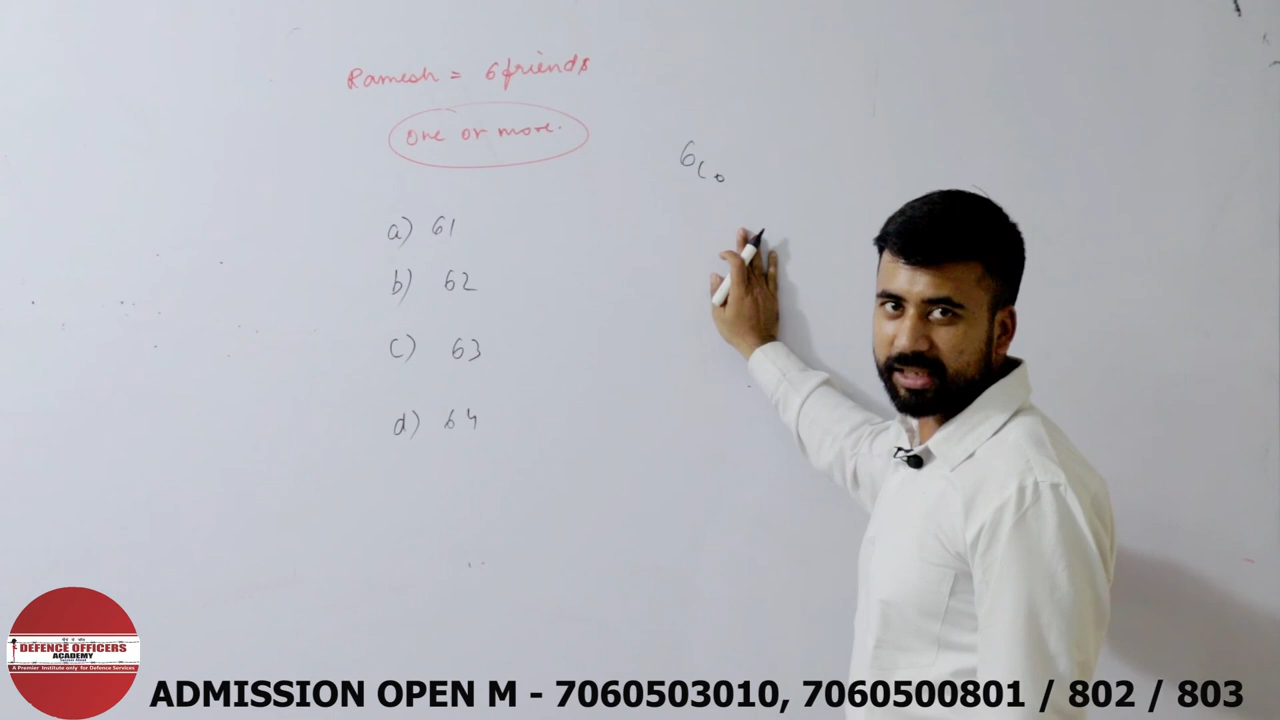 Ramesh = 6 friends
One or more.
6C0
a) 61
b) 62
c) 63
d) 64
DEFENCE OFFICERS
ACADEMY
A Premier Institute only for Defence Services
ADMISSION OPEN M - 7060503010, 7060500801 / 802 / 803